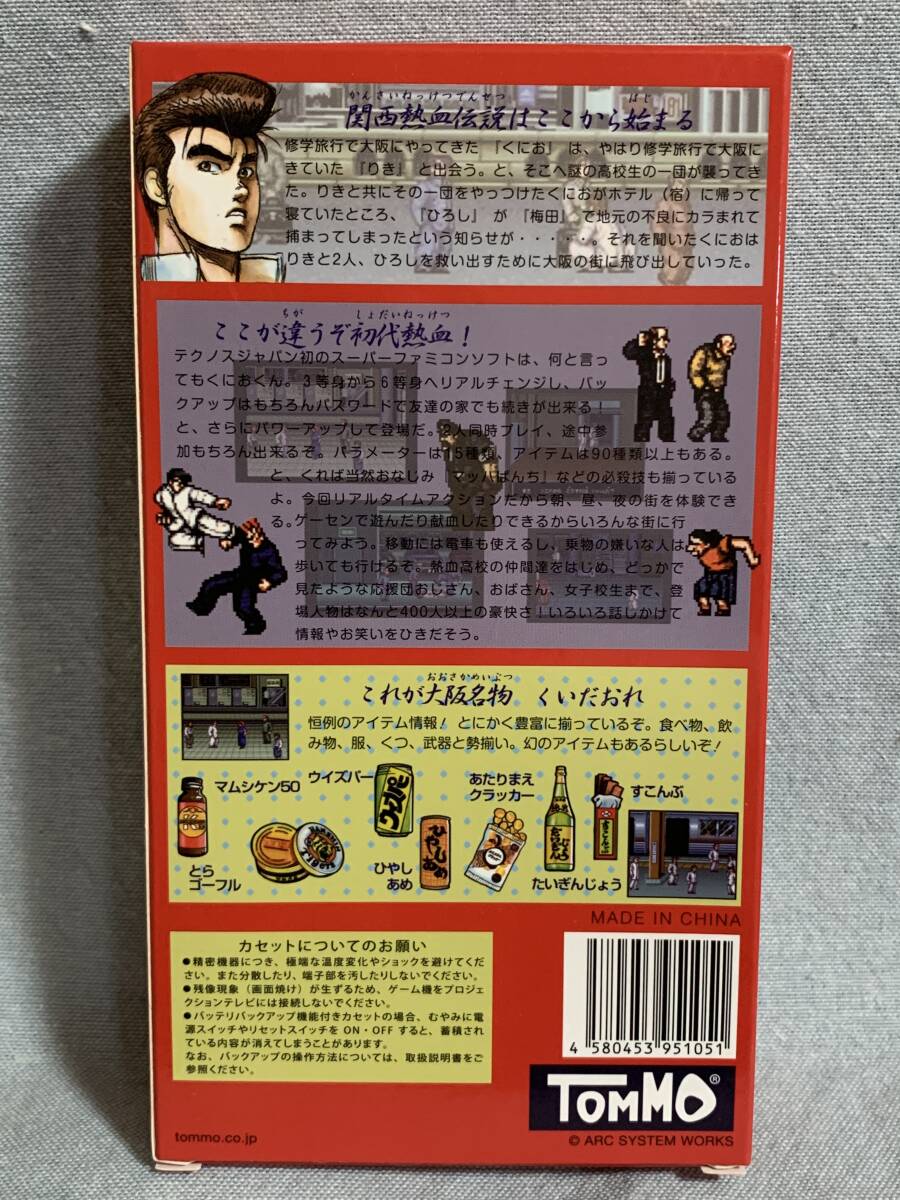 かんさいねっけつでんせつ はじ
関西熱血伝説はここから始まる
修学旅行で大阪にやってきた『くにお』は、やはり修学旅行で大阪に
きていた『りき』と出会う。と、そこへ謎の高校生の一団が襲ってき
た。りきと共にその一団をやっつけたくにおがホテル（宿）に帰って
寝ていたところ、『ひろし』が『梅田』で地元の不良にカラまれて
捕まってしまったという知らせが・・・・・。それを聞いたくにおは
りきと2人、ひろしを救い出すために大阪の街に飛び出していった。
ちが しょだいねっけつ
ここが違うぞ初代熱血！
テクノスジャパン初のスーパーファミコンソフトは、何と言っ
てもくにおくん。3等身から6等身へリアルチェンジし、バッ
クアップはもちろんパスワードで友達の家でも続きが出来る！
と、さらにパワーアップして登場だ。2人同時プレイ、途中参
加もちろん出来るぞ。パラメーターは15種類、アイテムは90種類以上もある。
と、くれば当然おなじみ『マッハぱんち』などの必殺技も揃っている
よ。今回リアルタイムアクションだから朝、昼、夜の街を体験でき
る。ゲーセンで遊んだり献血したりできるからいろんな街に行
ってみよう。移動には電車も使えるし、乗物の嫌いな人は
歩いても行けるぞ。熱血高校の仲間達をはじめ、どっかで
見たような応援団おじさん、おばさん、女子校生まで、登
場人物はなんと400人以上の豪快さ！いろいろ話しかけて
情報やお笑いをひきだそう。
おおさかめいぶつ
これが大阪名物 くいだおれ
恒例のアイテム情報！とにかく豊富に揃っているぞ。食べ物、飲
み物、服、くつ、武器と勢揃い。幻のアイテムもあるらしいぞ！
マムシケン50
ウイズバー
あたりまえ
クラッカー
すこんぶ
とら
ゴーフル
ひやし
あめ
たいぎんじょう
MADE IN CHINA
カセットについてのお願い
●精密機器につき、極端な温度変化やショックを避けてくだ
さい。また分散したり、端子部を汚したりしないでください。
●残像現象（画面焼け）が生ずるため、ゲーム機をプロジェ
クションテレビには接続しないでください。
●バッテリバックアップ機能付きカセットの場合、むやみに電
源スイッチやリセットスイッチを ON・OFF すると、蓄積され
ている内容が消えてしまうことがあります。
なお、バックアップの操作方法については、取扱説明書をご
参照ください。
4 580453 951051
TOMMO®
tommo.co.jp
© ARC SYSTEM WORKS